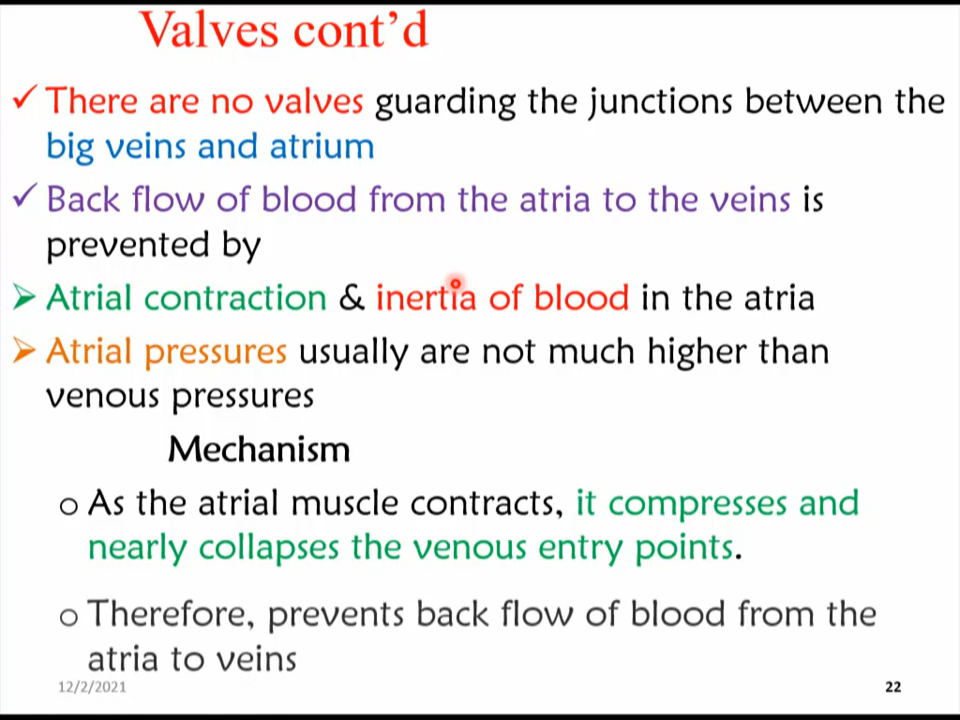 Valves cont’d
✓ There are no valves guarding the junctions between the
big veins and atrium
✓ Back flow of blood from the atria to the veins is
prevented by
➢ Atrial contraction & inertia of blood in the atria
➢ Atrial pressures usually are not much higher than
venous pressures
Mechanism
o As the atrial muscle contracts, it compresses and
nearly collapses the venous entry points.
o Therefore, prevents back flow of blood from the
atria to veins
12/2/2021
22